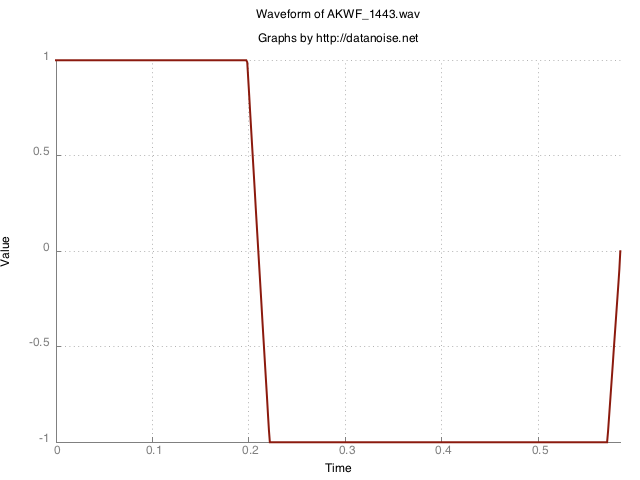 Waveform of AKWF_1443.wav
Graphs by http://datanoise.net
1
0.5
0
-0.5
-1
Value
0 0.1 0.2 0.3 0.4 0.5
Time